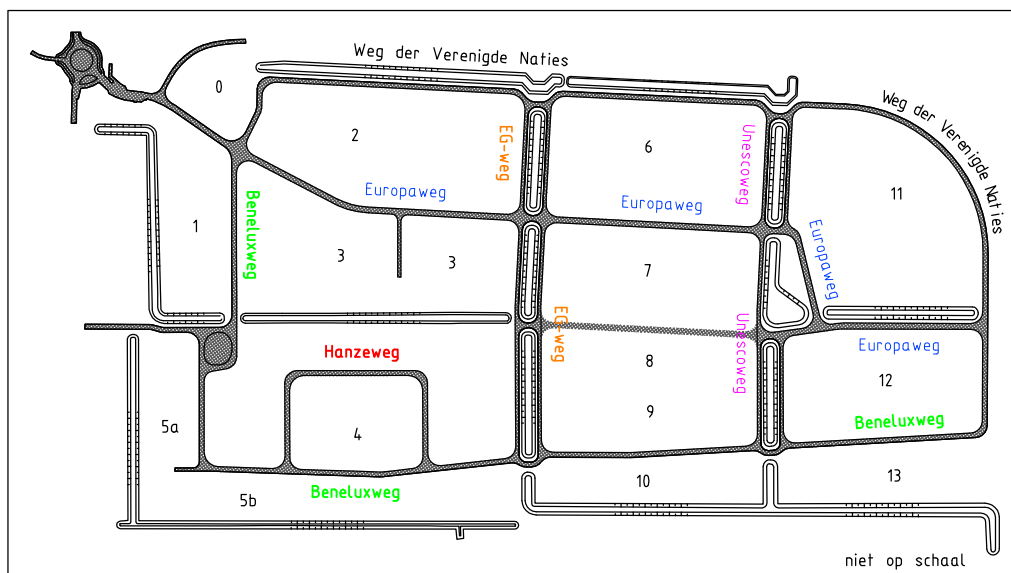 Weg der Verenigde Naties
0
Weg der Verenigde Naties
2
EG-weg
6
Unescoweg
Europaweg
Europaweg
11
Beneluxweg
1
Europaweg
3
3
7
EG-weg
Unescoweg
Hanzeweg
8
Europaweg
12
9
Beneluxweg
5a
4
10
13
Beneluxweg
5b
niet op schaal